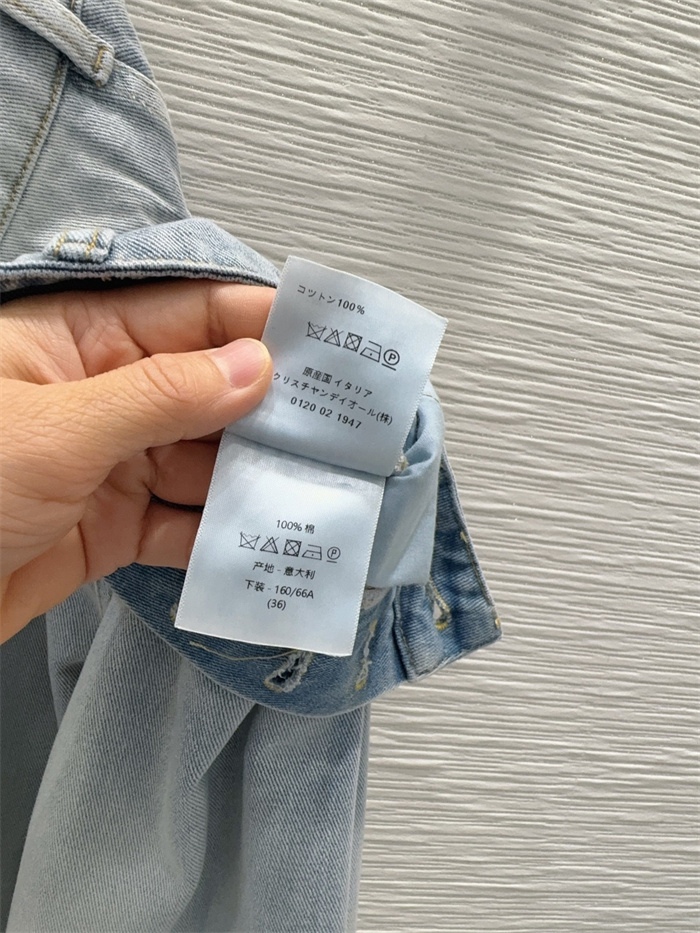 コツトン100%
P
原産国 イタリア
クリスチャンデイオール(株)
0120 02 1947
100% 棉
P
产地 - 意大利
下装 - 160/66A
(36)